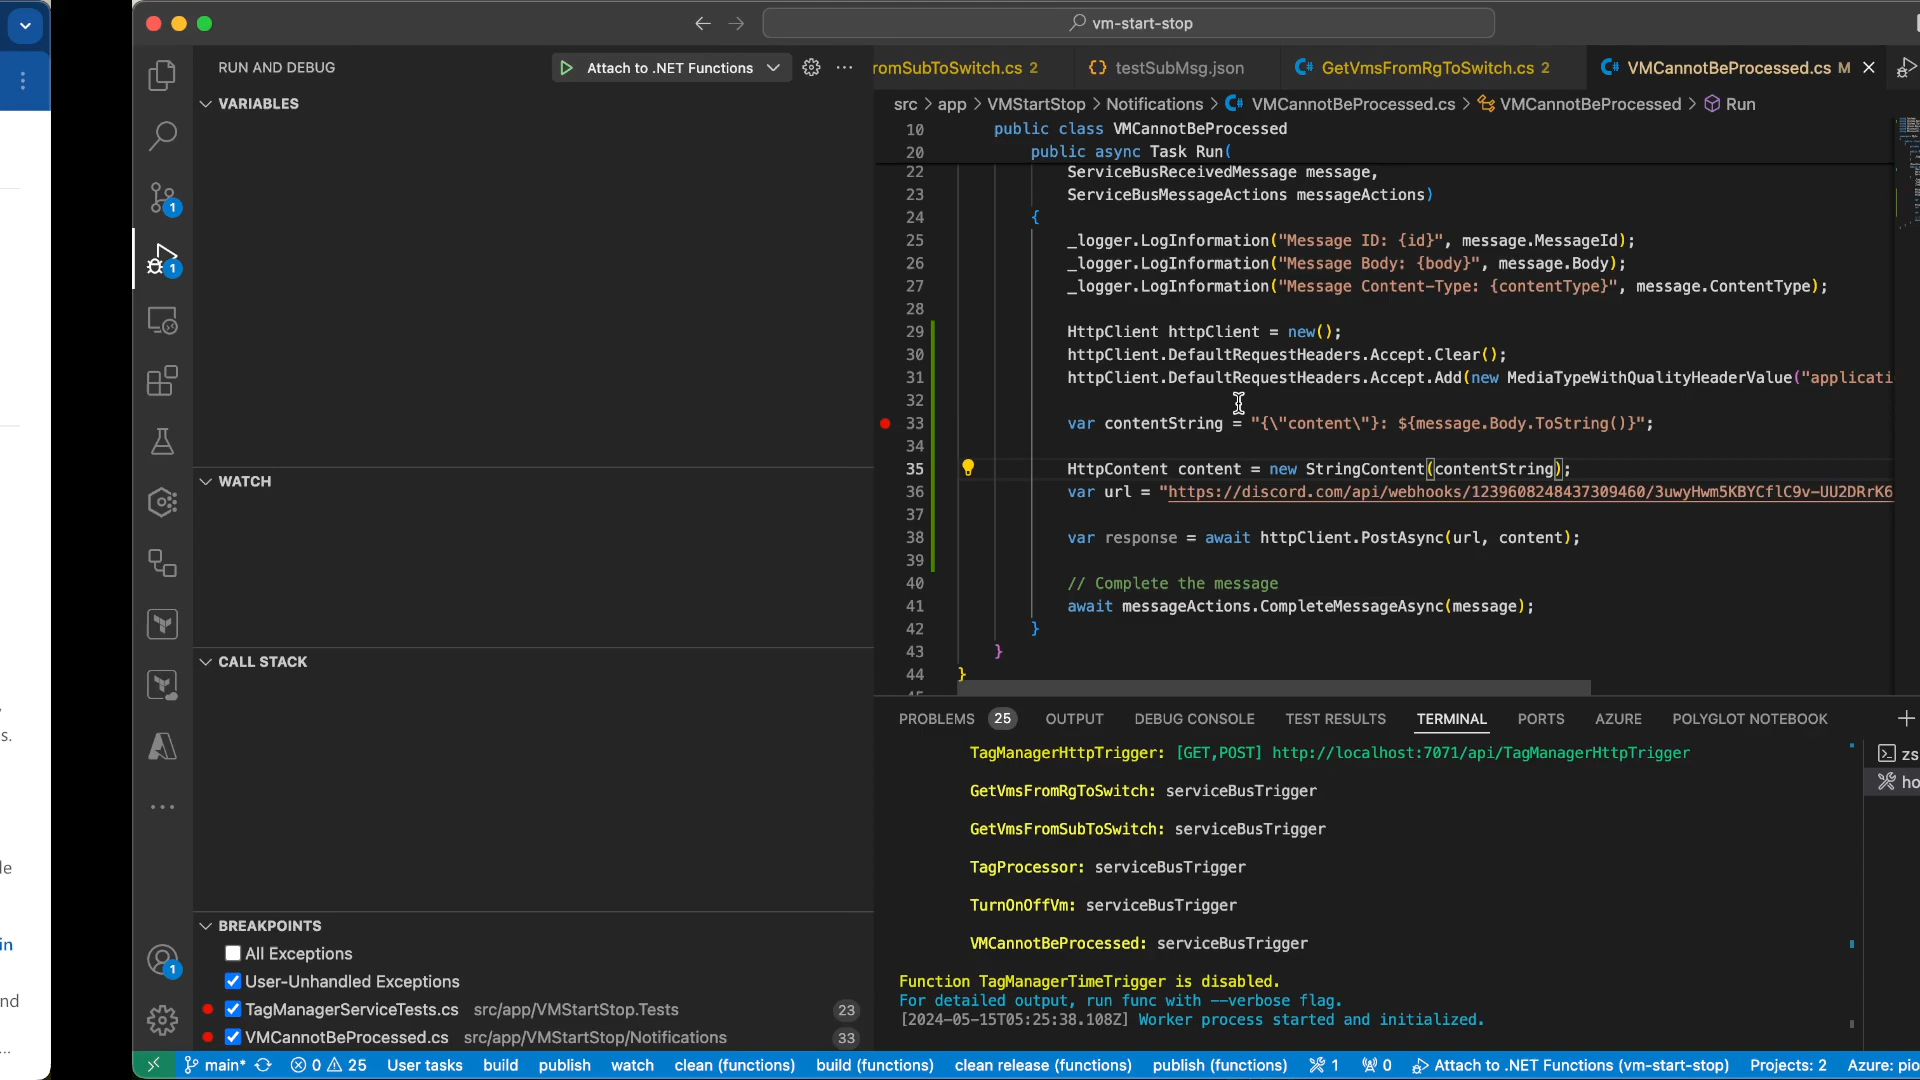 vm-start-stop
RUN AND DEBUG
Attach to .NET Functions
romSubToSwitch.cs 2
testSubMsg.json
GetVmsFromRgToSwitch.cs 2
VMCannotBeProcessed.cs M
src > app > VMStartStop > Notifications > VMCannotBeProcessed.cs > VMCannotBeProcessed > Run
VARIABLES
10 public class VMCannotBeProcessed
20 public async Task Run(
22 ServiceBusReceivedMessage message,
23 ServiceBusMessageActions messageActions)
24 {
25 _logger.LogInformation("Message ID: {id}", message.MessageId);
26 _logger.LogInformation("Message Body: {body}", message.Body);
27 _logger.LogInformation("Message Content-Type: {contentType}", message.ContentType);
28
29 HttpClient httpClient = new();
30 httpClient.DefaultRequestHeaders.Accept.Clear();
31 httpClient.DefaultRequestHeaders.Accept.Add(new MediaTypeWithQualityHeaderValue("applicati
32
33 var contentString = "{\"content\"}: ${message.Body.ToString()}";
34
35 HttpContent content = new StringContent(contentString);
36 var url = "https://discord.com/api/webhooks/1239608248437309460/3uwyHwm5KBYCflC9v-UU2DRrK6
37
38 var response = await httpClient.PostAsync(url, content);
39
40 // Complete the message
41 await messageActions.CompleteMessageAsync(message);
42 }
43 }
44 }
WATCH
CALL STACK
BREAKPOINTS
All Exceptions
User-Unhandled Exceptions
TagManagerServiceTests.cs src/app/VMStartStop.Tests 23
VMCannotBeProcessed.cs src/app/VMStartStop/Notifications 33
PROBLEMS 25 OUTPUT DEBUG CONSOLE TEST RESULTS TERMINAL PORTS AZURE POLYGLOT NOTEBOOK
TagManagerHttpTrigger: [GET,POST] http://localhost:7071/api/TagManagerHttpTrigger
GetVmsFromRgToSwitch: serviceBusTrigger
GetVmsFromSubToSwitch: serviceBusTrigger
TagProcessor: serviceBusTrigger
TurnOnOffVm: serviceBusTrigger
VMCannotBeProcessed: serviceBusTrigger
Function TagManagerTimeTrigger is disabled.
For detailed output, run func with --verbose flag.
[2024-05-15T05:25:38.108Z] Worker process started and initialized.
zs
ho
1
1
1
s.
le
in
nd
...
main* 0 25 User tasks build publish watch clean (functions) build (functions) clean release (functions) publish (functions) 1 0 Attach to .NET Functions (vm-start-stop) Projects: 2 Azure: pio